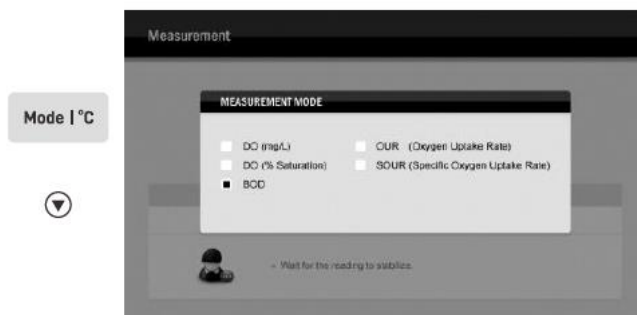 Measurement
Mode | °C
MEASUREMENT MODE
DO (mg/L) OUR (Oxygen Uptake Rate)
DO (% Saturation) SOUR (Specific Oxygen Uptake Rate)
BOD
- Wait for the reading to stabilize.